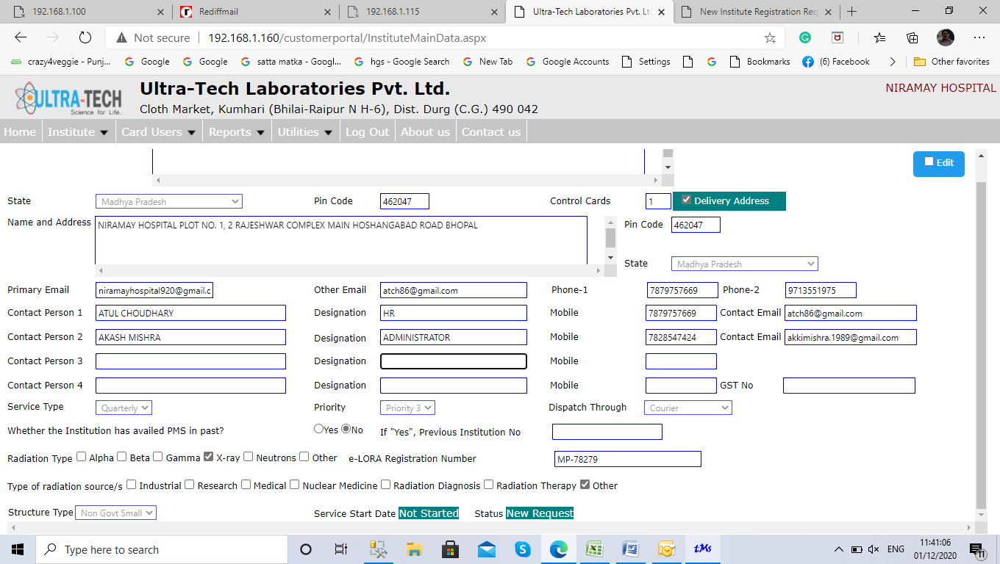 192.168.1.100
Rediffmail
192.168.1.115
Ultra-Tech Laboratories Pvt. Lt
New Institute Registration Req
Not secure 192.168.1.160/customerportal/InstituteMainData.aspx
crazy4veggie - Punj... Google Google satta matka - Googl... hgs - Google Search New Tab Google Accounts Settings Bookmarks (6) Facebook Other favorites
ULTRA-TECH
Science for Life.
Ultra-Tech Laboratories Pvt. Ltd.
NIRAMAY HOSPITAL
Cloth Market, Kumhari (Bhilai-Raipur N H-6), Dist. Durg (C.G.) 490 042
Home Institute Card Users Reports Utilities Log Out About us Contact us
Edit
State Madhya Pradesh Pin Code 462047 Control Cards 1 Delivery Address
Name and Address NIRAMAY HOSPITAL PLOT NO. 1, 2 RAJESHWAR COMPLEX MAIN HOSHANGABAD ROAD BHOPAL Pin Code 462047
State Madhya Pradesh
Primary Email niramayhospital920@gmail.c Other Email atch86@gmail.com Phone-1 7879757669 Phone-2 9713551975
Contact Person 1 ATUL CHOUDHARY Designation HR Mobile 7879757669 Contact Email atch86@gmail.com
Contact Person 2 AKASH MISHRA Designation ADMINISTRATOR Mobile 7828547424 Contact Email akkimishra.1989@gmail.com
Contact Person 3 Designation Mobile
Contact Person 4 Designation Mobile GST No
Service Type Quarterly Priority Priority 3 Dispatch Through Courier
Whether the Institution has availed PMS in past? Yes No If "Yes", Previous Institution No
Radiation Type Alpha Beta Gamma X-ray Neutrons Other e-LORA Registration Number MP-78279
Type of radiation source/s Industrial Research Medical Nuclear Medicine Radiation Diagnosis Radiation Therapy Other
Structure Type Non Govt Small Service Start Date Not Started Status New Request
Type here to search
tMs
ENG
11:41:06
01/12/2020
11